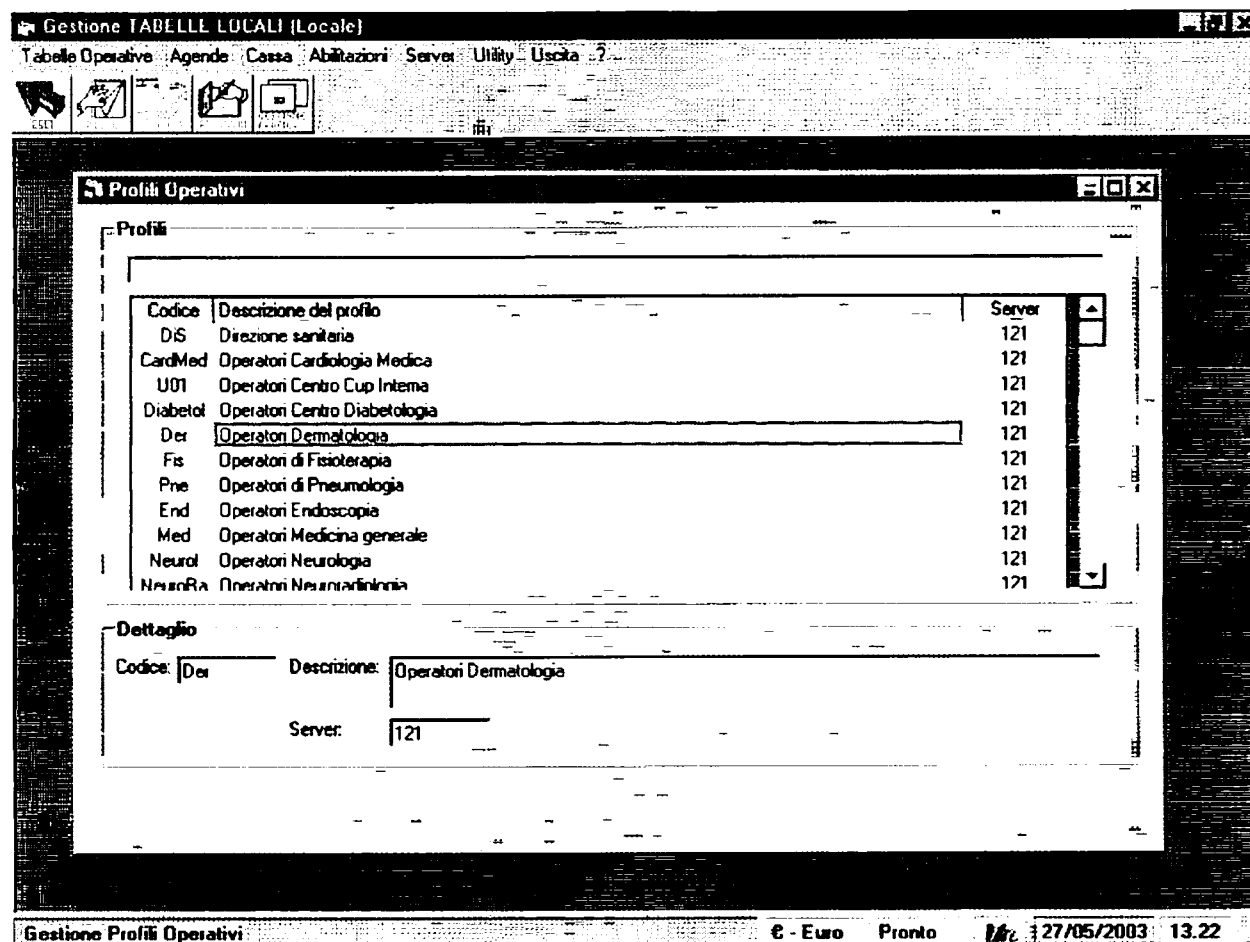 Gestione TABELLE LOCALI (Locale)
Tabelle Operative Agende Cassa Abilitazioni Server Utility Uscita ?
ESCI
Profili Operativi
Profili
Codice Descrizione del profilo Server
DiS Direzione sanitaria 121
CardMed Operatori Cardiologia Medica 121
U01 Operatori Centro Cup Interna 121
Diabetol Operatori Centro Diabetologia 121
Der Operatori Dermatologia 121
Fis Operatori di Fisioterapia 121
Pne Operatori di Pneumologia 121
End Operatori Endoscopia 121
Med Operatori Medicina generale 121
Neurol Operatori Neurologia 121
NeuroRa Operatori Neuroradiologia 121
Dettaglio
Codice: Der Descrizione: Operatori Dermatologia
Server: 121
Gestione Profili Operativi € - Euro Pronto 27/05/2003 13.22